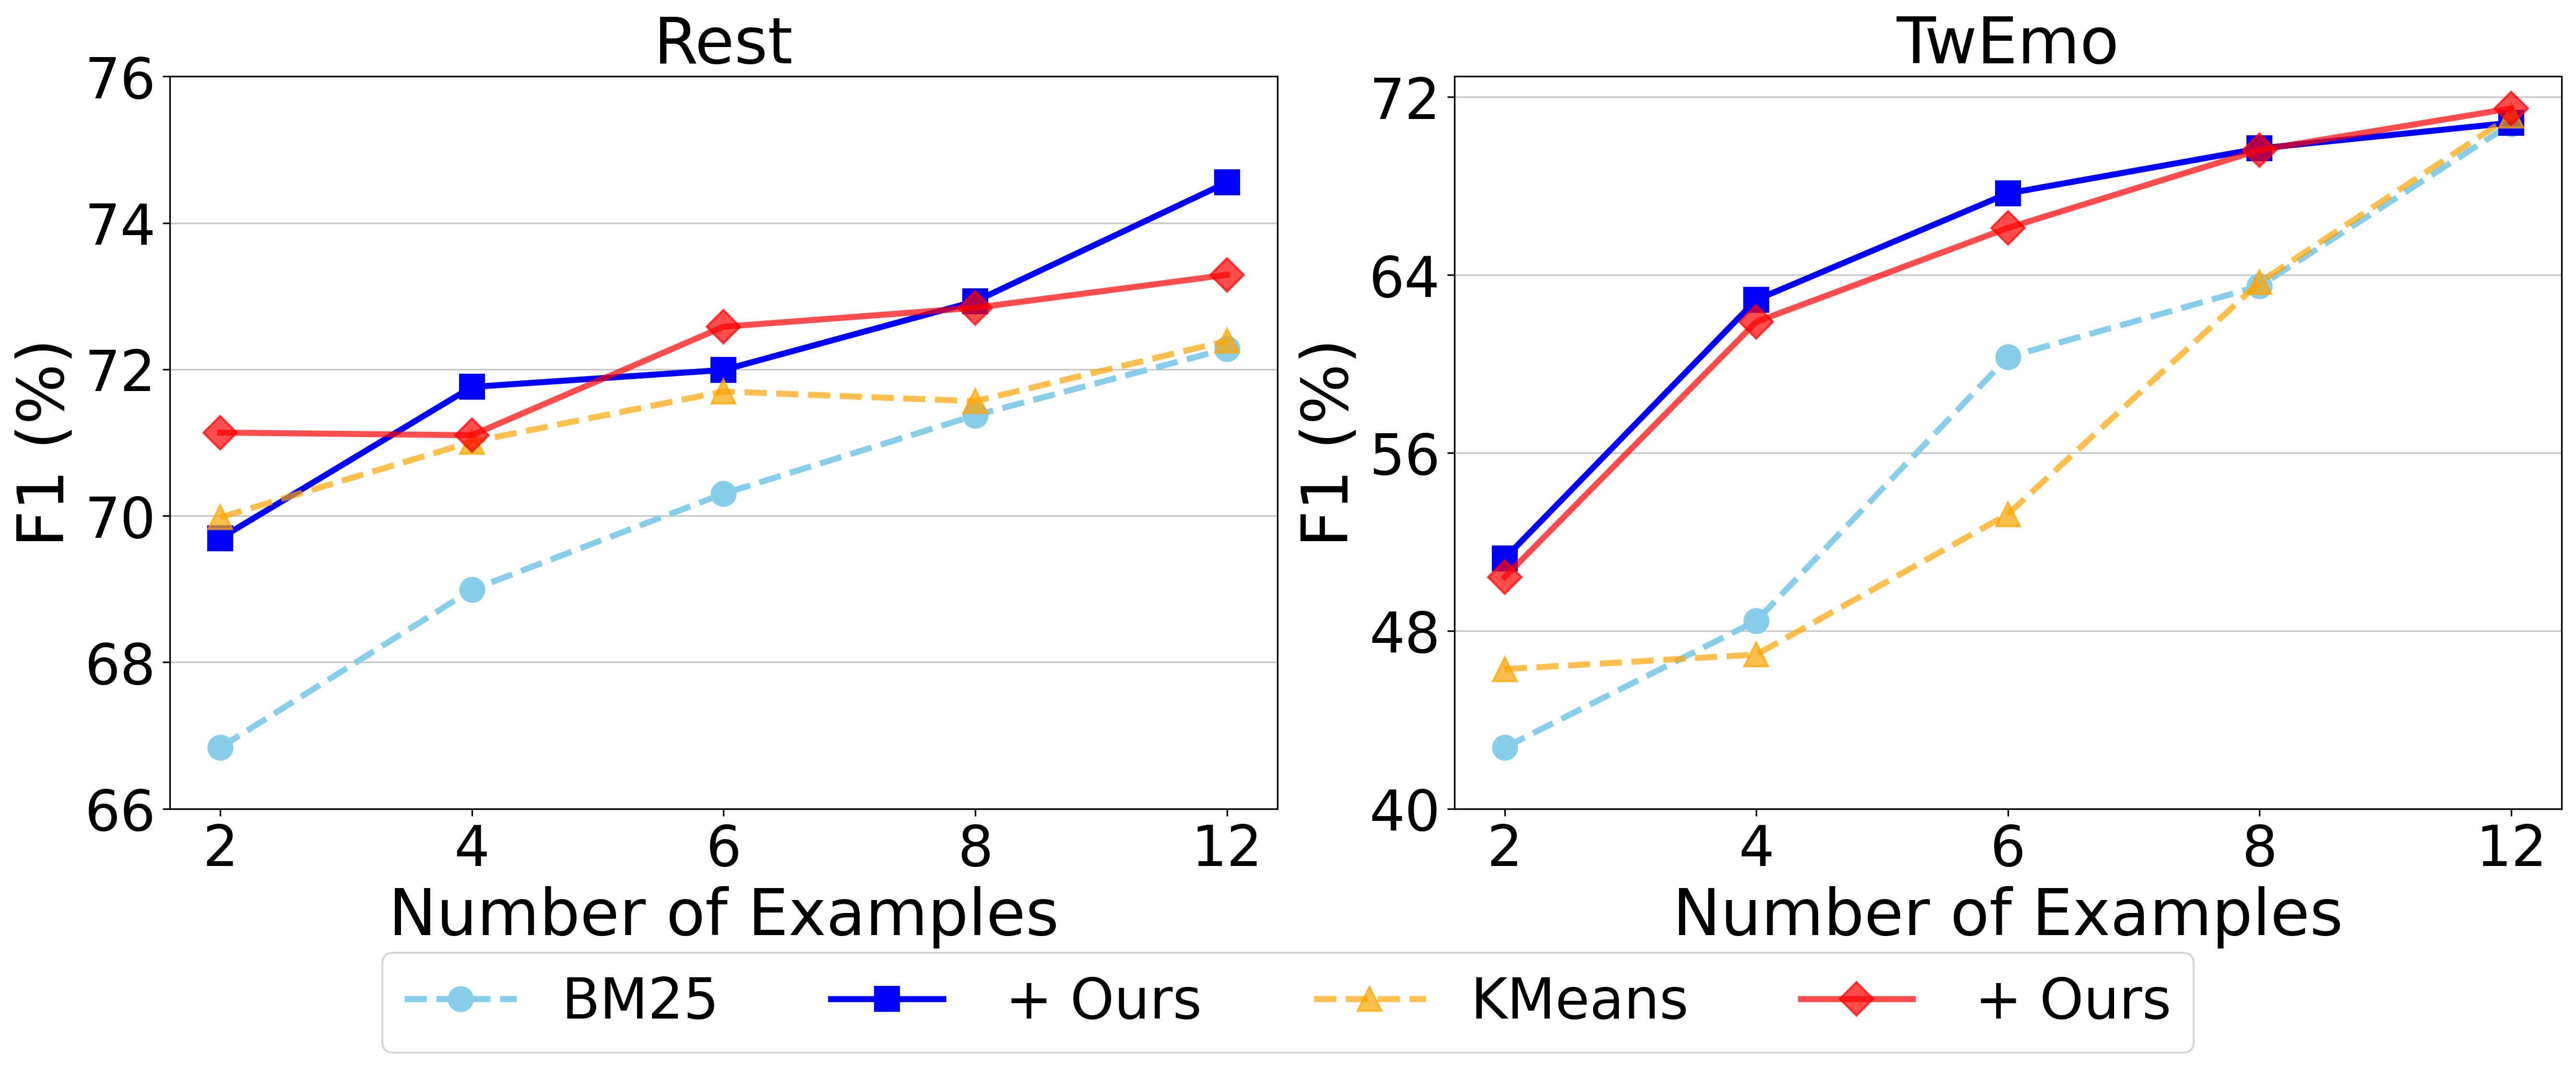 Rest
76
74
72
70
68
66
F1 (%)
2 4 6 8 12
Number of Examples
TwEmo
72
64
56
48
40
F1 (%)
2 4 6 8 12
Number of Examples
BM25 + Ours KMeans + Ours